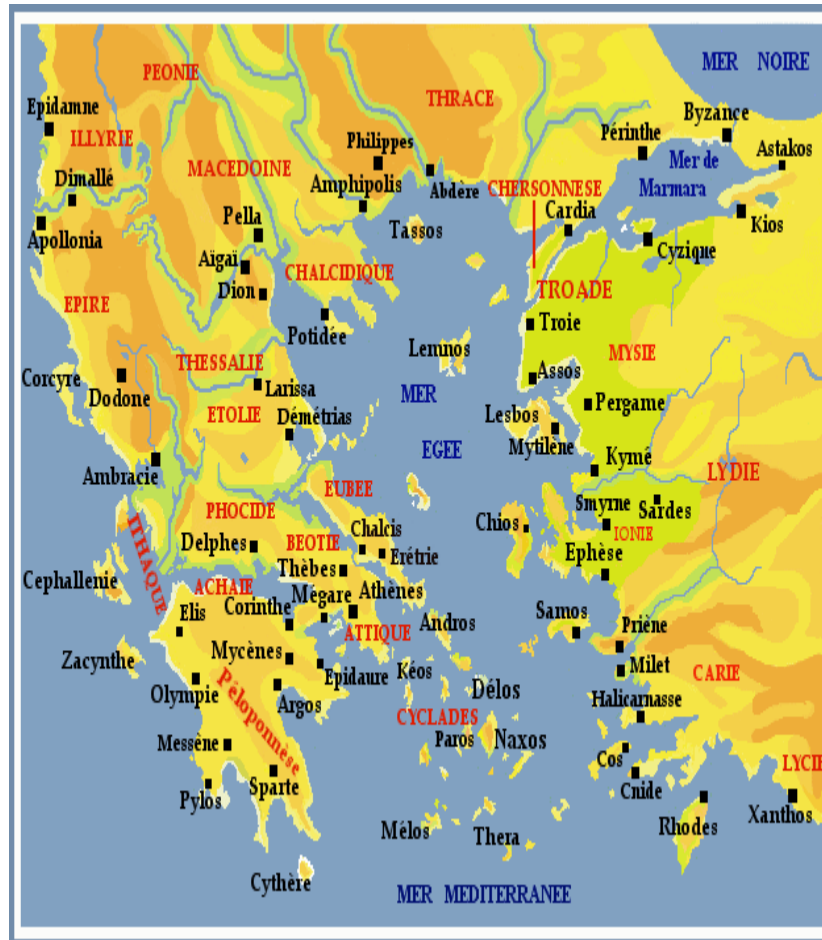 MER NOIRE
PEONIE
THRACE
Epidamne
Byzance
ILLYRIE
Philippes
Périnthe
Mer de
Marmara
Astakos
MACEDOINE
Dimallé
Amphipolis
Abdère
CHERSONNESE
Cardia
Kios
Apollonia
Pella
Tassos
Cyzique
Aïgaï
CHALCIDIQUE
Dion
TROADE
EPIRE
Potidée
Troie
Lemnos
MYSIE
THESSALIE
Corcyre
Dodone
Larissa
Assos
MER
EGEE
ETOLIE
Démétrias
Lesbos
Pergame
Mytilène
Ambracie
Kymê
LYDIE
EUBEE
Smyrne
Sardes
PHOCIDE
Chios
IONIE
Delphes
BEOTIE
Chalcis
Erétrie
Ephèse
Thèbes
ITHAQUE
Cephallenie
ACHAIE
Mégare
Athènes
Elis
Corinthe
ATTIQUE
Andros
Samos
Priène
Zacynthe
Mycènes
Epidaure
Kéos
Milet
CARIE
Olympie
Péloponnèse
Argos
Délos
Halicarnasse
CYCLADES
Paros
Naxos
Messène
Cos
LYCIE
Sparte
Cnide
Pylos
Rhodes
Xanthos
Mélos
Thera
Cythère
MER MEDITERRANEE